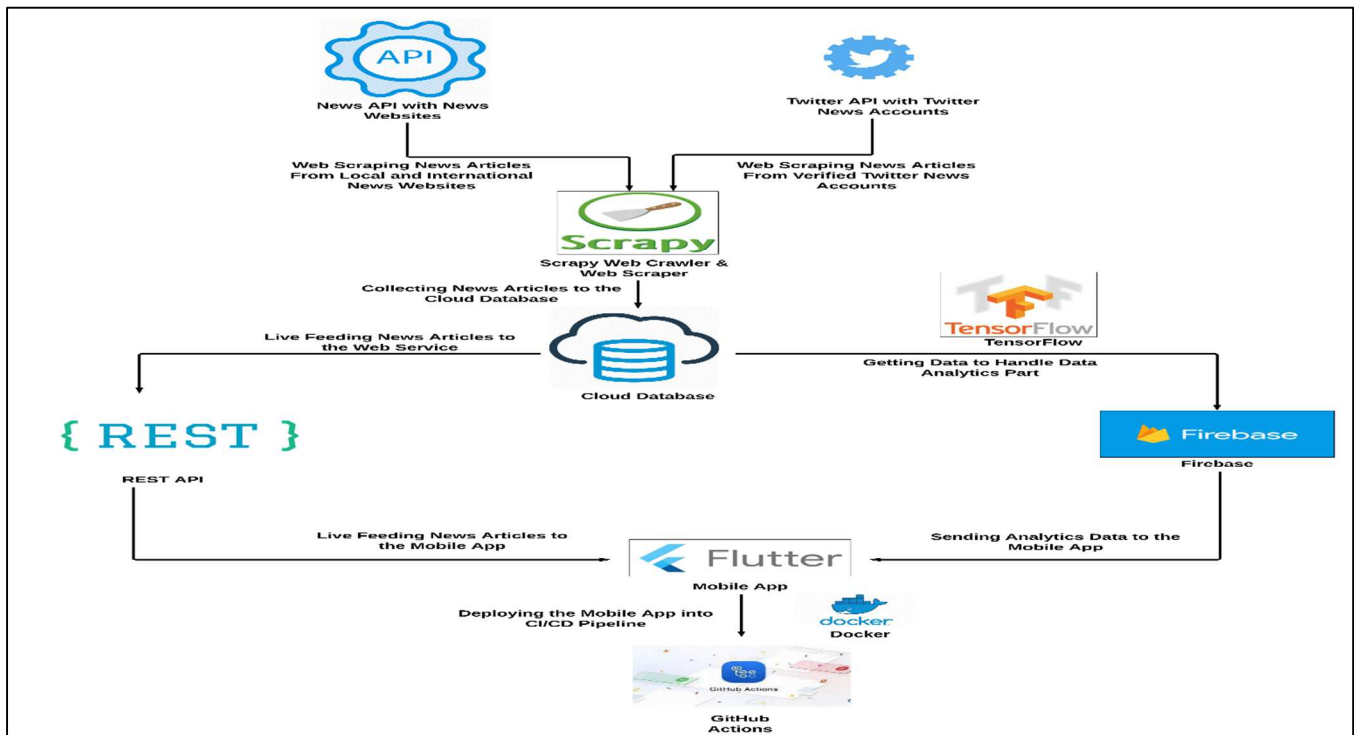 API
News API with News
Websites
Twitter API with Twitter
News Accounts
Web Scraping News Articles
From Local and International
News Websites
Web Scraping News Articles
From Verified Twitter News
Accounts
Scrapy
Scrapy Web Crawler &
Web Scraper
Collecting News Articles to the
Cloud Database
TensorFlow
TensorFlow
Live Feeding News Articles to
the Web Service
Getting Data to Handle Data
Analytics Part
Cloud Database
{ REST }
REST API
Firebase
Firebase
Live Feeding News Articles to
the Mobile App
Sending Analytics Data to the
Mobile App
Flutter
Mobile App
Deploying the Mobile App into
CI/CD Pipeline
docker
Docker
GitHub Actions
GitHub
Actions